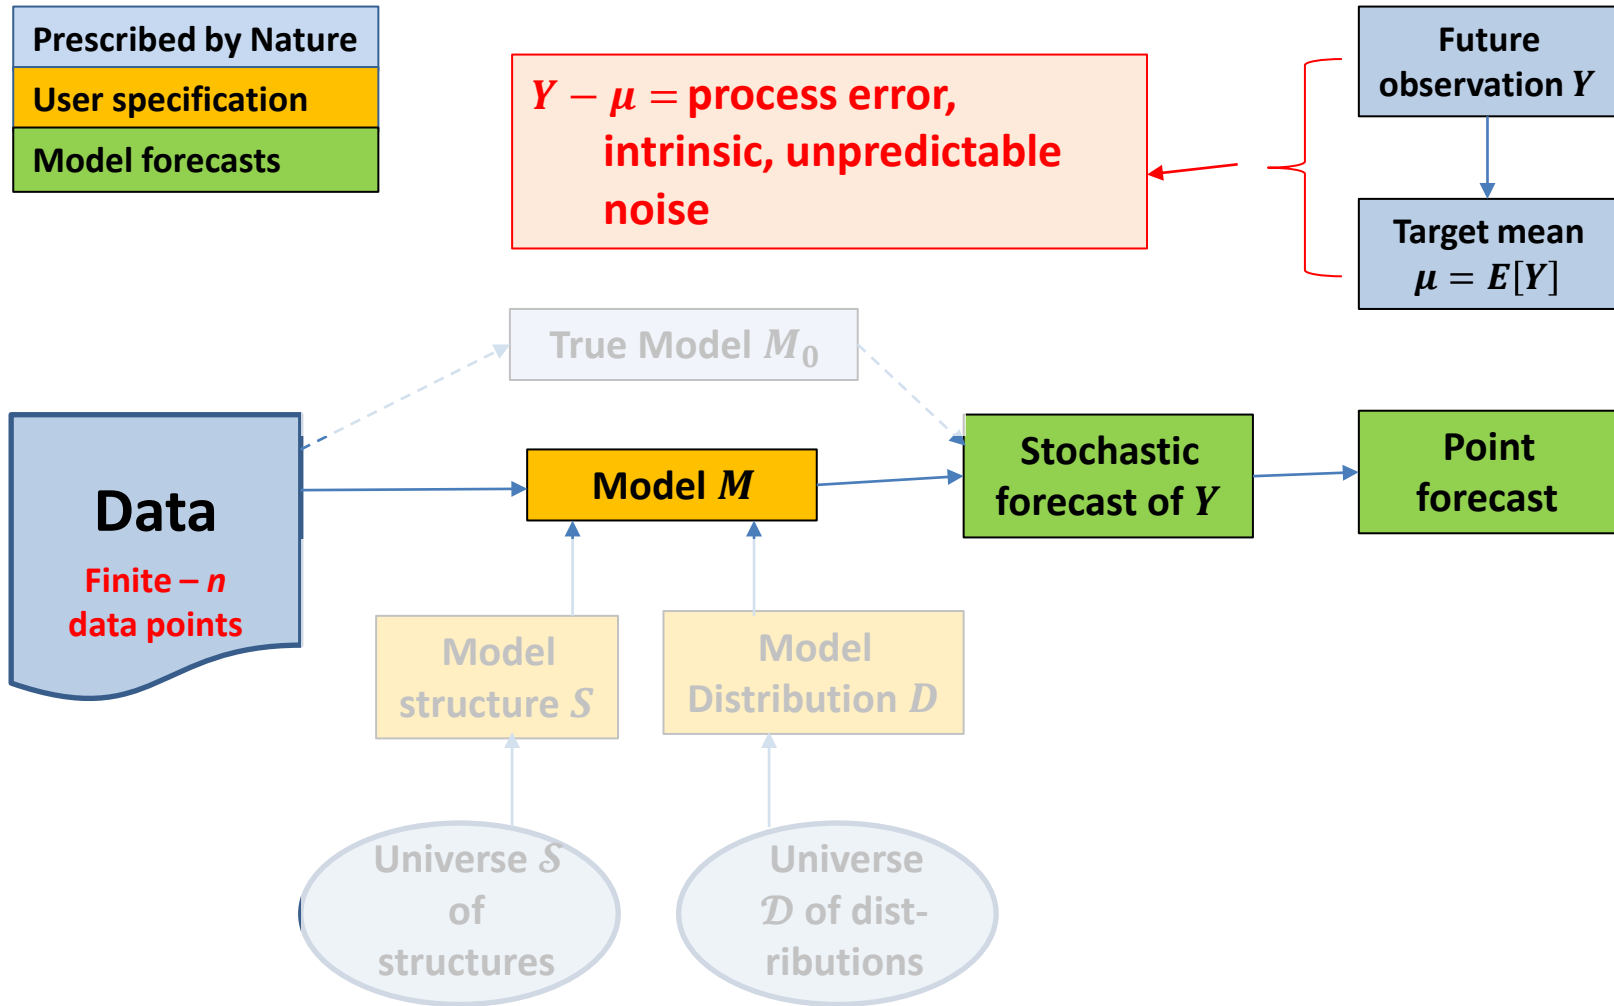 Prescribed by Nature
User specification
Model forecasts
Y − μ = process error,
intrinsic, unpredictable
noise
Future
observation Y
Target mean
μ = E[Y]
True Model M₀
Data
Finite – n
data points
Model M
Stochastic
forecast of Y
Point
forecast
Model
structure S
Model
Distribution D
Universe 𝒮
of
structures
Universe
𝒟 of dist-
ributions